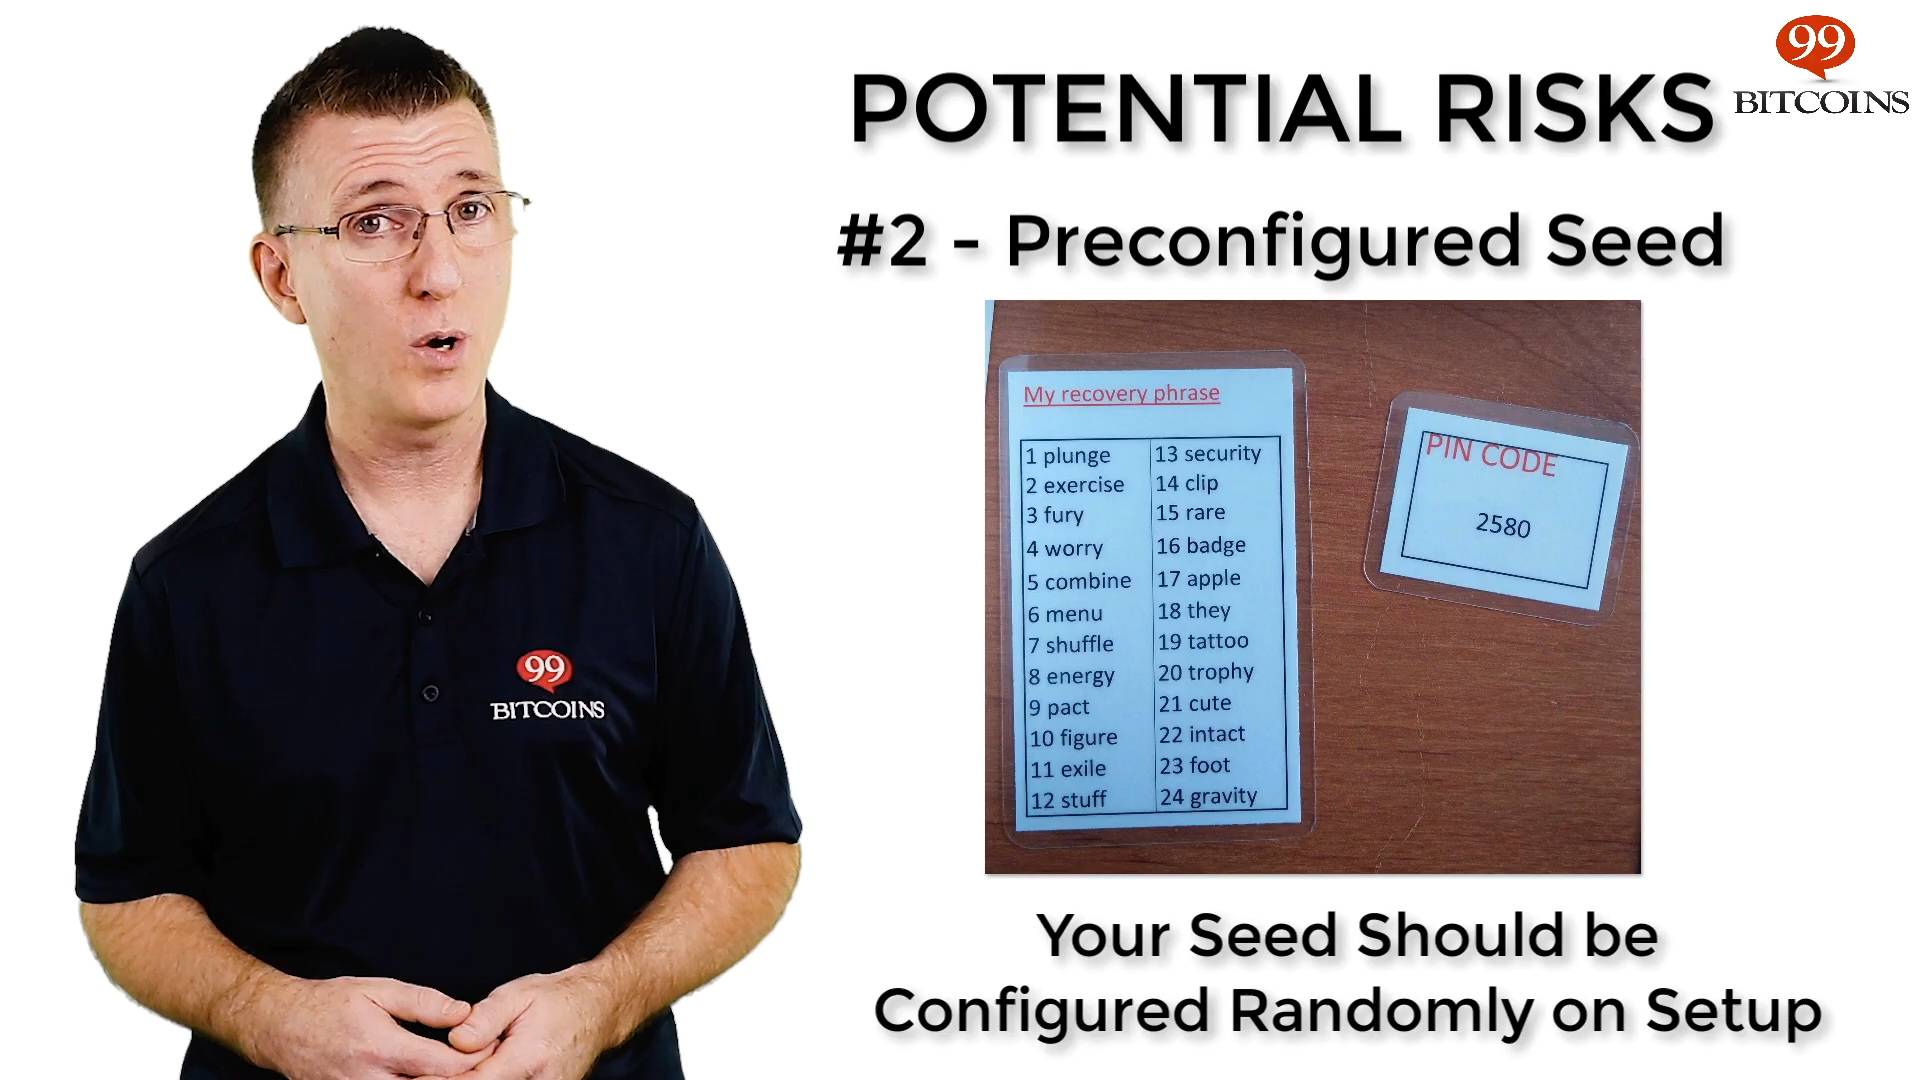 POTENTIAL RISKS
99
BITCOINS
#2 - Preconfigured Seed
My recovery phrase
1 plunge
2 exercise
3 fury
4 worry
5 combine
6 menu
7 shuffle
8 energy
9 pact
10 figure
11 exile
12 stuff
13 security
14 clip
15 rare
16 badge
17 apple
18 they
19 tattoo
20 trophy
21 cute
22 intact
23 foot
24 gravity
PIN CODE
2580
99
BITCOINS
Your Seed Should be
Configured Randomly on Setup